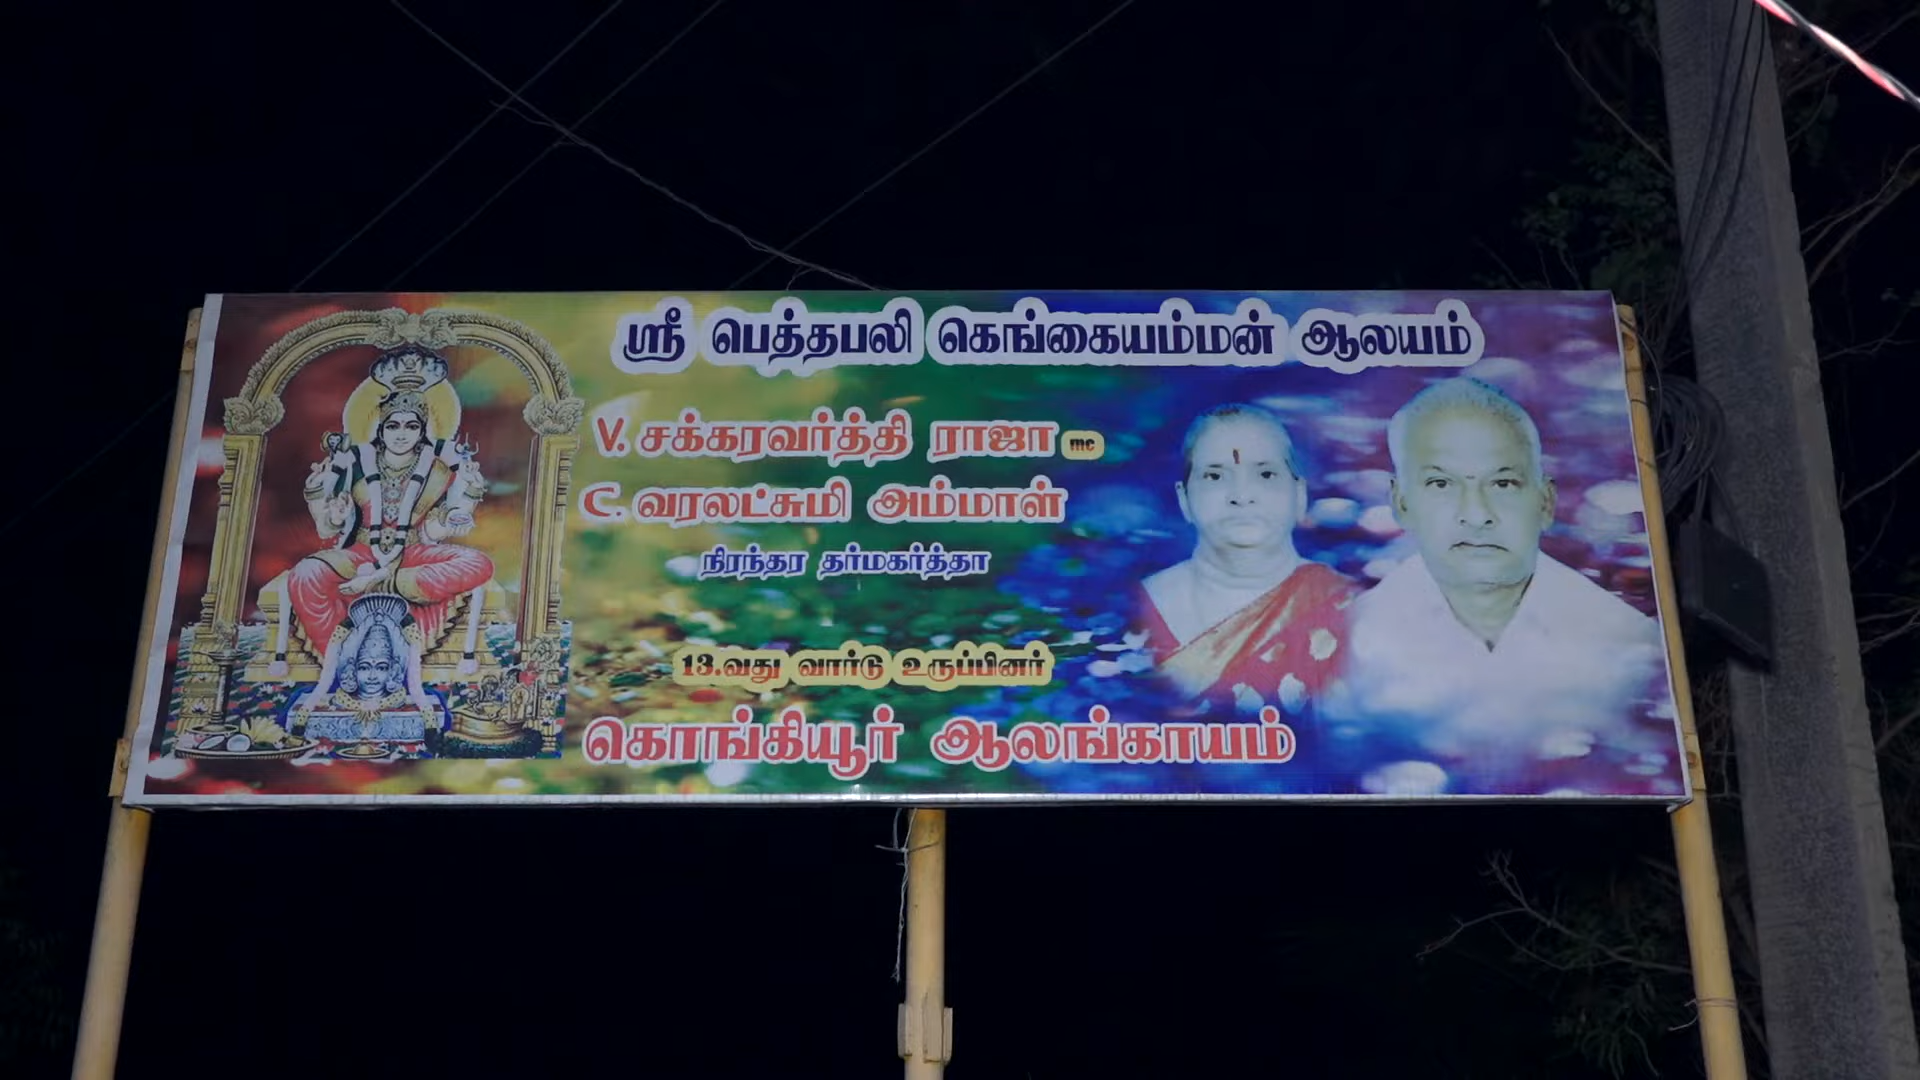 ஸ்ரீ பெத்தபலி கெங்கையம்மன் ஆலயம்
V. சக்கரவர்த்தி ராஜா mc
C. வரலட்சுமி அம்மாள்
நிரந்தர தர்மகர்த்தா
13.வது வார்டு உருப்பினர்
கொங்கியூர் ஆலங்காயம்